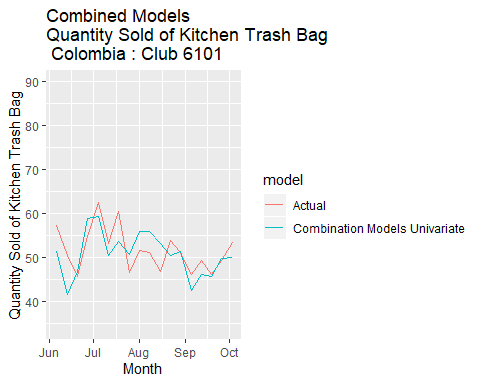 Combined Models
Quantity Sold of Kitchen Trash Bag
Colombia : Club 6101
Quantity Sold of Kitchen Trash Bag
90
80
70
60
50
40
Jun Jul Aug Sep Oct
Month
model
Actual
Combination Models Univariate